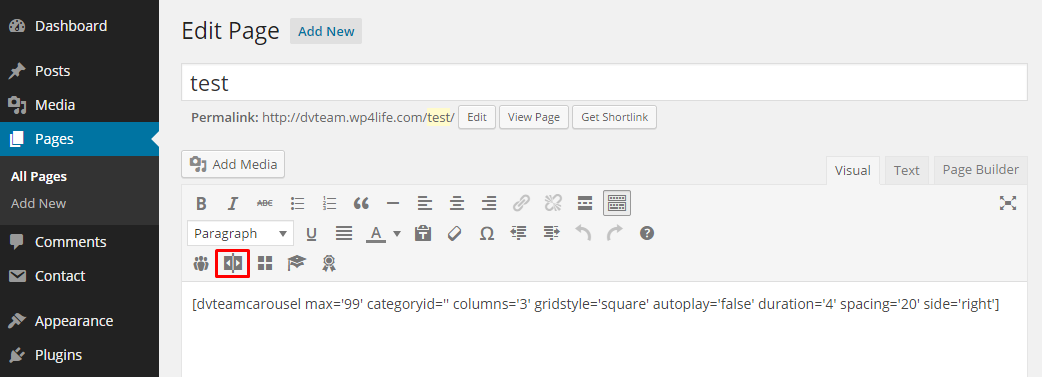 Dashboard
Posts
Media
Pages
All Pages
Add New
Comments
Contact
Appearance
Plugins
Edit Page Add New
test
Permalink: http://dvteam.wp4life.com/test/ Edit View Page Get Shortlink
Add Media
Visual Text Page Builder
B I ABC
Paragraph U A
[dvteamcarousel max='99' categoryid='' columns='3' gridstyle='square' autoplay='false' duration='4' spacing='20' side='right']